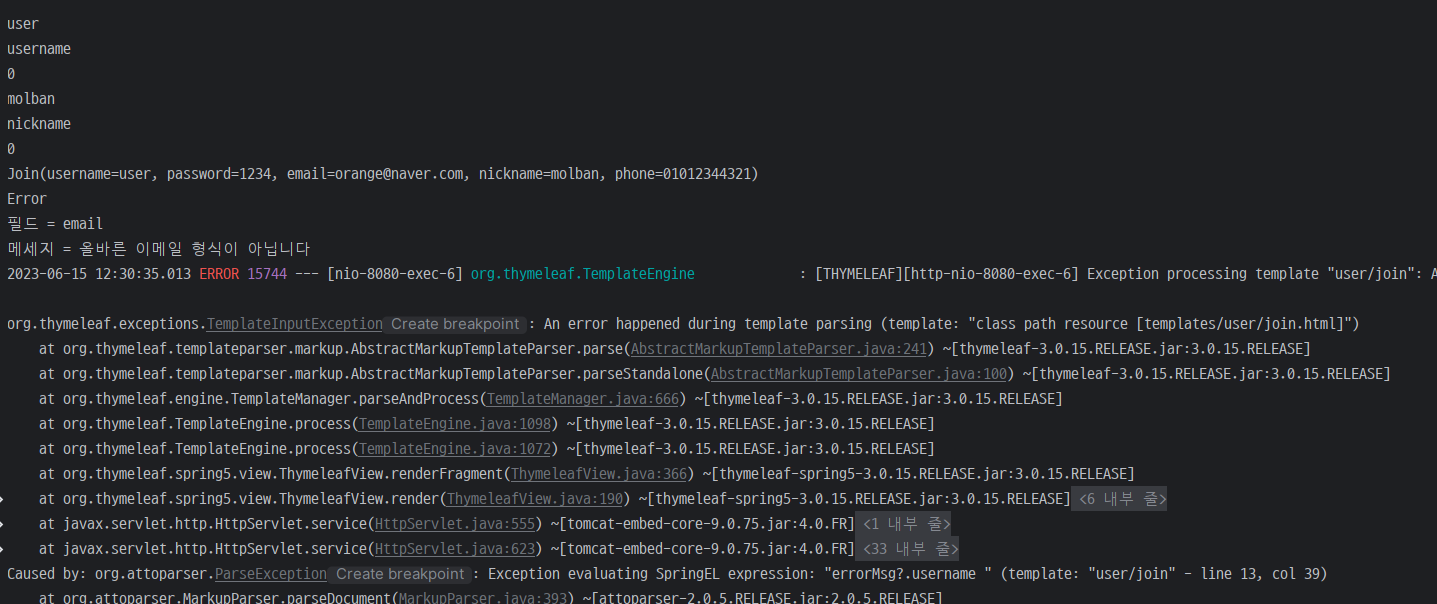 user
username
0
molban
nickname
0
Join(username=user, password=1234, email=orange@naver.com, nickname=molban, phone=01012344321)
Error
필드 = email
메세지 = 올바른 이메일 형식이 아닙니다
2023-06-15 12:30:35.013 ERROR 15744 --- [nio-8080-exec-6] org.thymeleaf.TemplateEngine : [THYMELEAF][http-nio-8080-exec-6] Exception processing template "user/join": A
org.thymeleaf.exceptions.TemplateInputException Create breakpoint : An error happened during template parsing (template: "class path resource [templates/user/join.html]")
at org.thymeleaf.templateparser.markup.AbstractMarkupTemplateParser.parse(AbstractMarkupTemplateParser.java:241) ~[thymeleaf-3.0.15.RELEASE.jar:3.0.15.RELEASE]
at org.thymeleaf.templateparser.markup.AbstractMarkupTemplateParser.parseStandalone(AbstractMarkupTemplateParser.java:100) ~[thymeleaf-3.0.15.RELEASE.jar:3.0.15.RELEASE]
at org.thymeleaf.engine.TemplateManager.parseAndProcess(TemplateManager.java:666) ~[thymeleaf-3.0.15.RELEASE.jar:3.0.15.RELEASE]
at org.thymeleaf.TemplateEngine.process(TemplateEngine.java:1098) ~[thymeleaf-3.0.15.RELEASE.jar:3.0.15.RELEASE]
at org.thymeleaf.TemplateEngine.process(TemplateEngine.java:1072) ~[thymeleaf-3.0.15.RELEASE.jar:3.0.15.RELEASE]
at org.thymeleaf.spring5.view.ThymeleafView.renderFragment(ThymeleafView.java:366) ~[thymeleaf-spring5-3.0.15.RELEASE.jar:3.0.15.RELEASE]
at org.thymeleaf.spring5.view.ThymeleafView.render(ThymeleafView.java:190) ~[thymeleaf-spring5-3.0.15.RELEASE.jar:3.0.15.RELEASE] <6 내부 줄>
at javax.servlet.http.HttpServlet.service(HttpServlet.java:555) ~[tomcat-embed-core-9.0.75.jar:4.0.FR] <1 내부 줄>
at javax.servlet.http.HttpServlet.service(HttpServlet.java:623) ~[tomcat-embed-core-9.0.75.jar:4.0.FR] <33 내부 줄>
Caused by: org.attoparser.ParseException Create breakpoint : Exception evaluating SpringEL expression: "errorMsg?.username " (template: "user/join" - line 13, col 39)
at org.attoparser.MarkupParser.parseDocument(MarkupParser.java:393) ~[attoparser-2.0.5.RELEASE.jar:2.0.5.RELEASE]